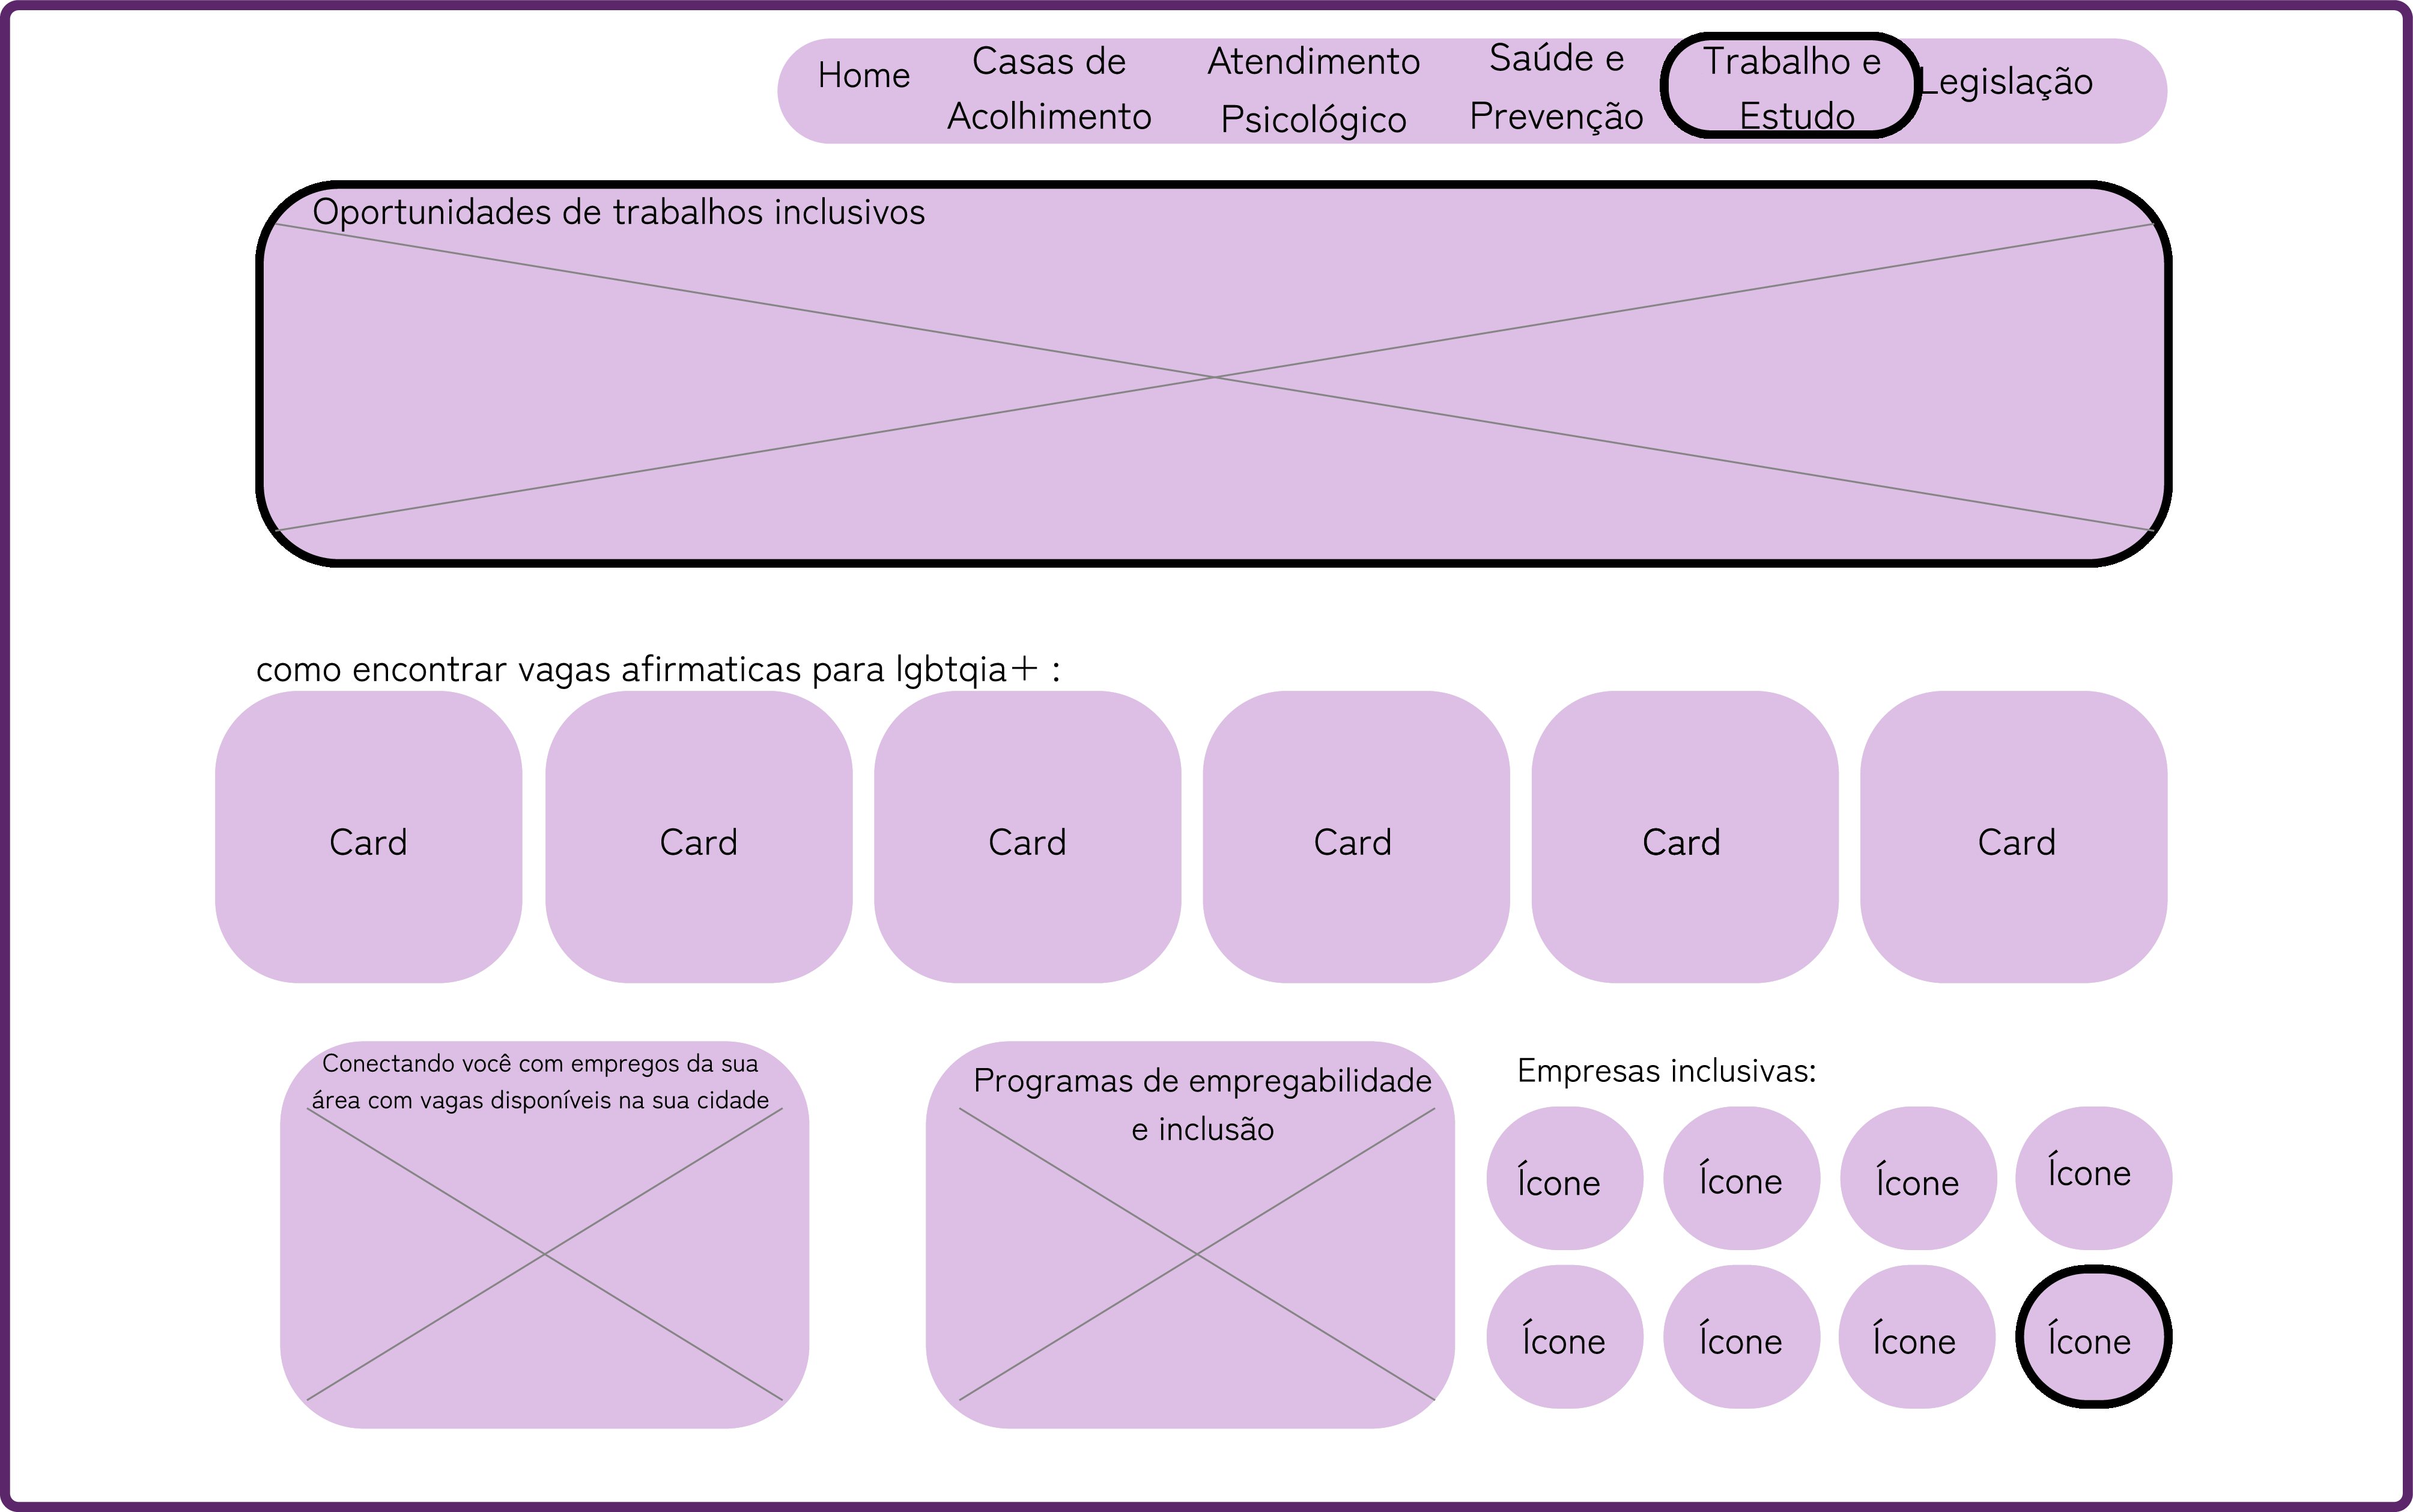 Home
Casas de
Acolhimento
Atendimento
Psicológico
Saúde e
Prevenção
Trabalho e
Estudo
Legislação
Oportunidades de trabalhos inclusivos
como encontrar vagas afirmaticas para lgbtqia+ :
Card
Card
Card
Card
Card
Card
Conectando você com empregos da sua
área com vagas disponíveis na sua cidade
Programas de empregabilidade
e inclusão
Empresas inclusivas:
Ícone
Ícone
Ícone
Ícone
Ícone
Ícone
Ícone
Ícone